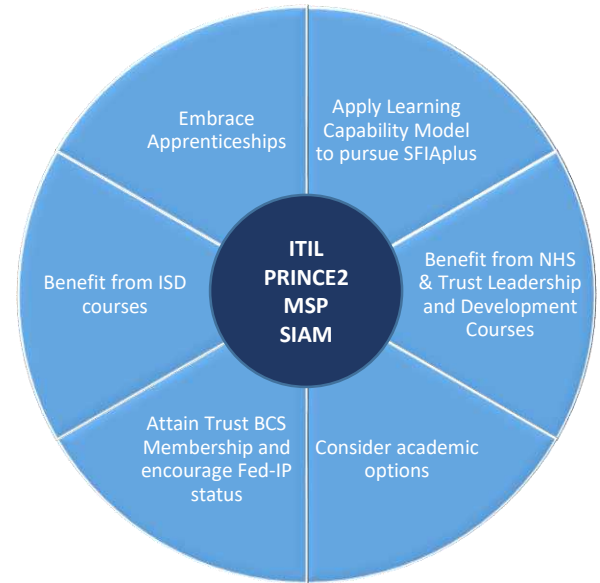 Embrace
Apprenticeships
Apply Learning
Capability Model
to pursue SFIAplus
Benefit from ISD
courses
ITIL
PRINCE2
MSP
SIAM
Benefit from NHS
& Trust Leadership
and Development
Courses
Attain Trust BCS
Membership and
encourage Fed-IP
status
Consider academic
options